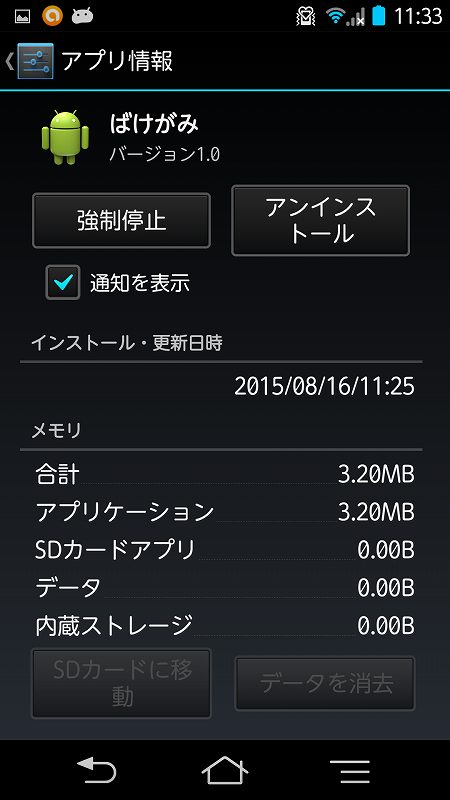 11:33
アプリ情報
ばけがみ
バージョン1.0
強制停止
アンインス
トール
通知を表示
インストール・更新日時
2015/08/16/11:25
メモリ
合計 3.20MB
アプリケーション 3.20MB
SDカードアプリ 0.00B
データ 0.00B
内蔵ストレージ 0.00B
SDカードに移
動
データを消去